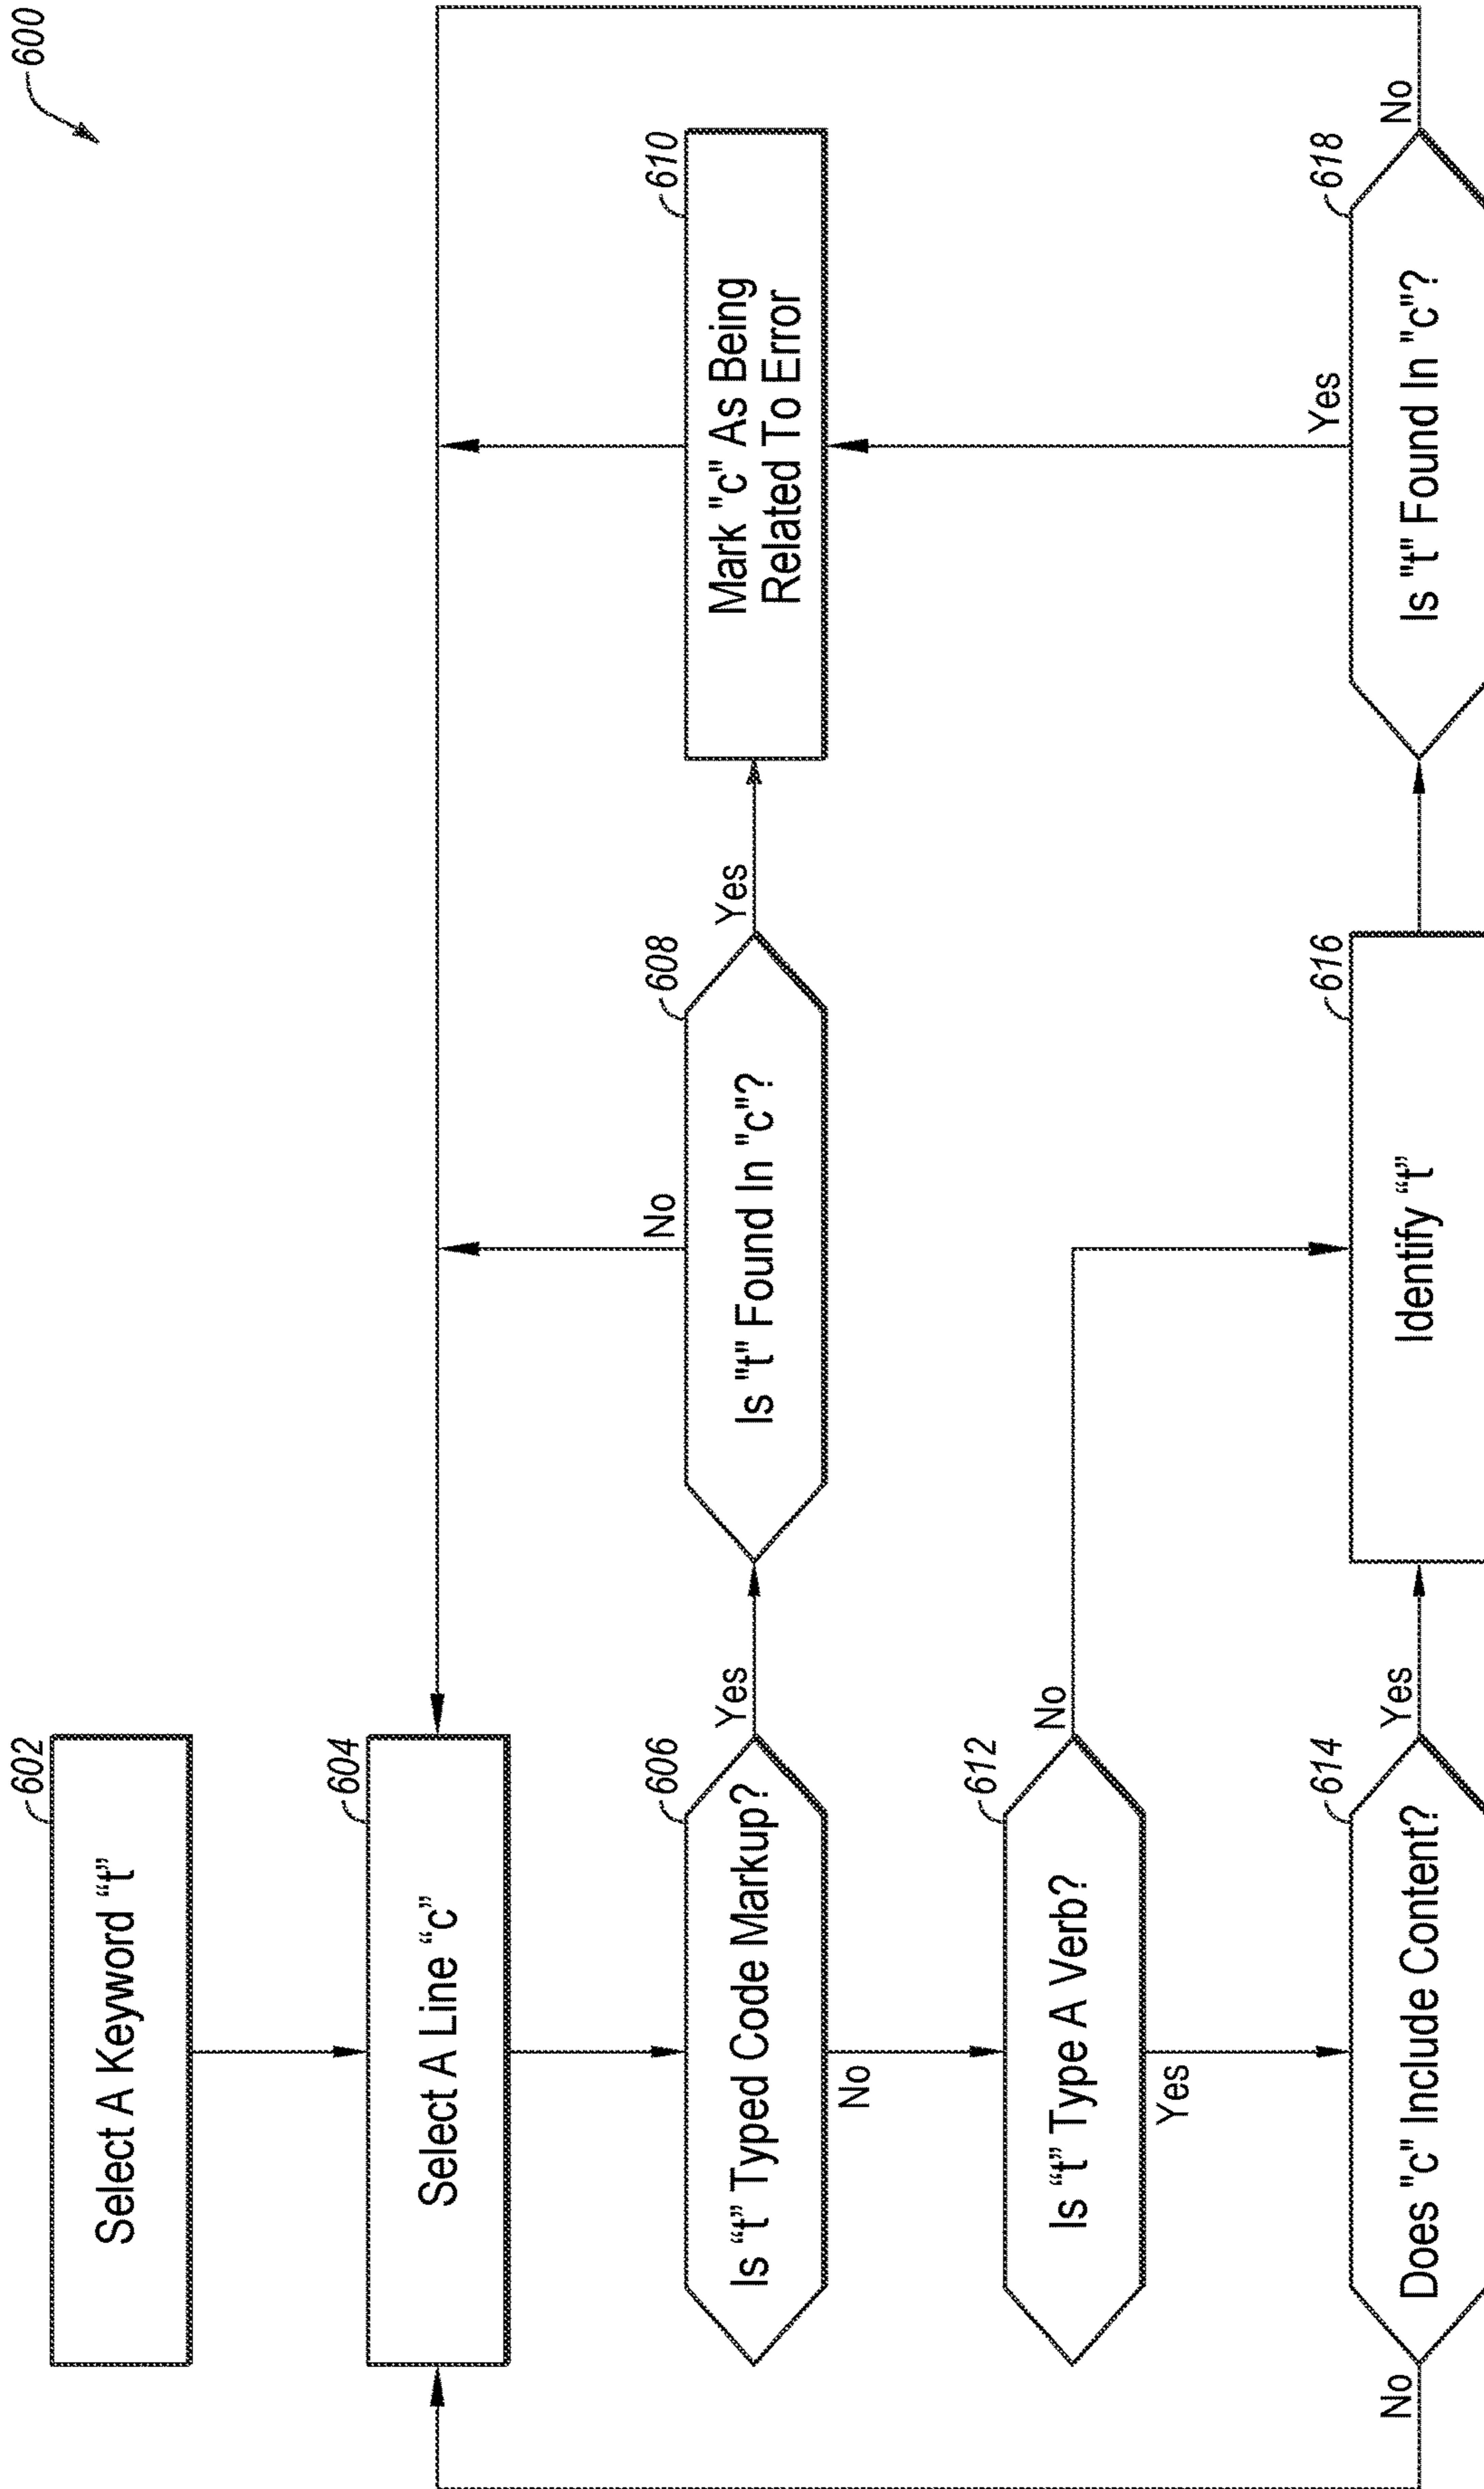 600
602
Select A Keyword “t”
604
Select A Line “c”
606
Is “t” Typed Code Markup?
Yes
No
608
Is "t" Found In "c"?
No
Yes
610
Mark "c" As Being
Related To Error
612
Is “t” Type A Verb?
No
Yes
614
Does "c" Include Content?
No
Yes
616
Identify “t”
618
Is "t" Found In "c"?
Yes
No